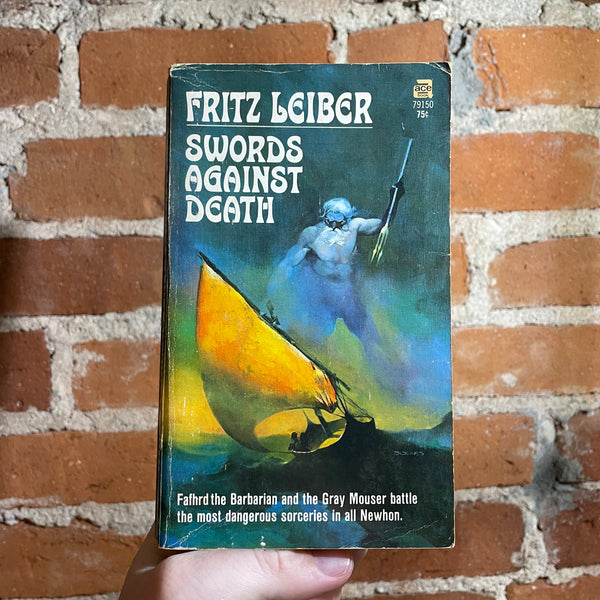 ace
79150
75¢
FRITZ LEIBER
SWORDS
AGAINST
DEATH
Fafhrd the Barbarian and the Gray Mouser battle
the most dangerous sorceries in all Newhon.